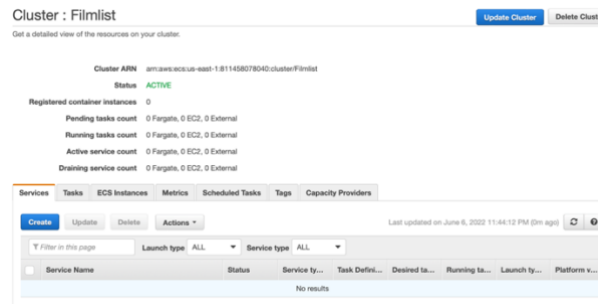 Cluster : Filmlist
Update Cluster
Delete Clust
Get a detailed view of the resources on your cluster.
Cluster ARN arn:aws:ecs:us-east-1:811458078040:cluster/Filmlist
Status ACTIVE
Registered container instances 0
Pending tasks count 0 Fargate, 0 EC2, 0 External
Running tasks count 0 Fargate, 0 EC2, 0 External
Active service count 0 Fargate, 0 EC2, 0 External
Draining service count 0 Fargate, 0 EC2, 0 External
Services Tasks ECS Instances Metrics Scheduled Tasks Tags Capacity Providers
Create Update Delete Actions Last updated on June 6, 2022 11:44:12 PM (0m ago)
Filter in this page Launch type ALL Service type ALL
Service Name Status Service ty... Task Defini... Desired ta... Running ta... Launch ty... Platform v...
No results